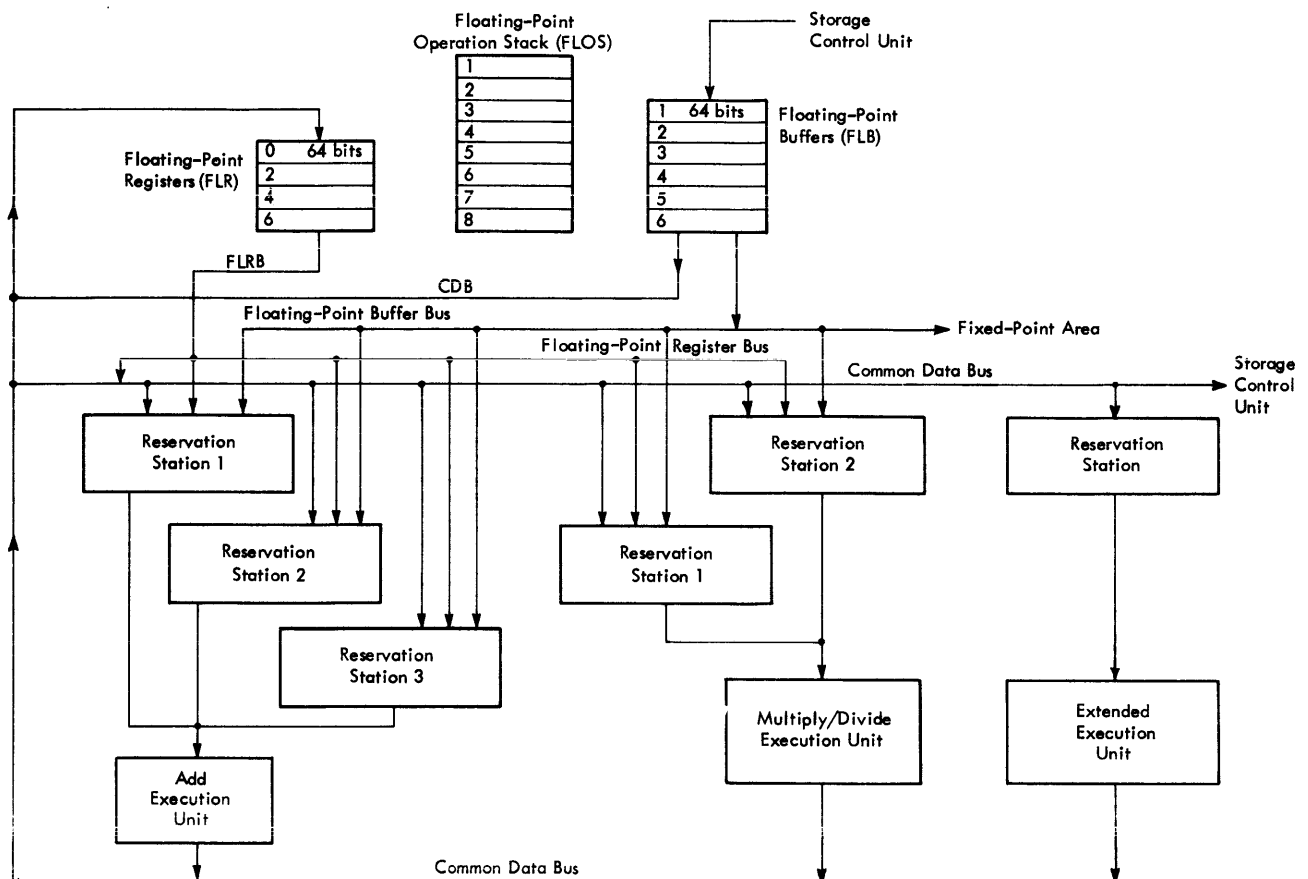 Floating-Point
Operation Stack (FLOS)
1
2
3
4
5
6
7
8
Storage
Control Unit
1 64 bits
2
3
4
5
6
Floating-Point
Buffers (FLB)
Floating-Point
Registers (FLR)
0 64 bits
2
4
6
FLRB
CDB
Floating-Point Buffer Bus
Fixed-Point Area
Floating-Point Register Bus
Common Data Bus
Storage
Control
Unit
Reservation
Station 1
Reservation
Station 2
Reservation
Station
Reservation
Station 2
Reservation
Station 1
Reservation
Station 3
Multiply/Divide
Execution Unit
Extended
Execution
Unit
Add
Execution
Unit
Common Data Bus